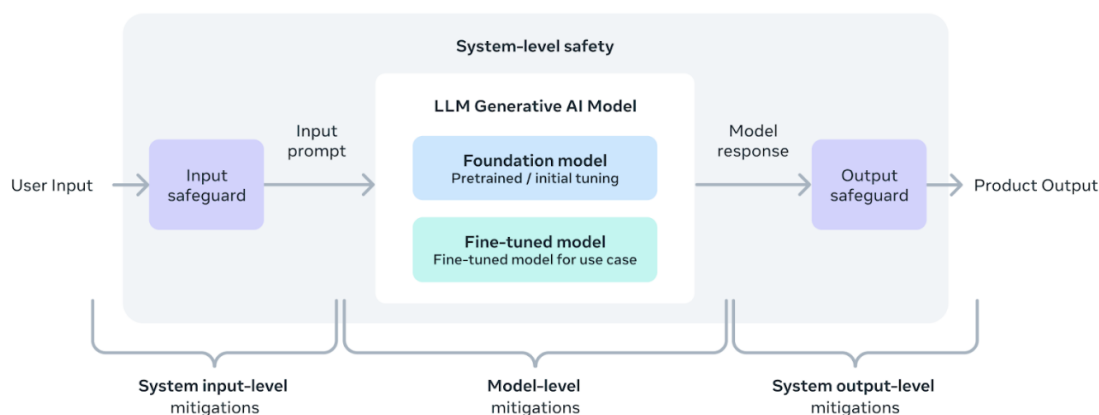 System-level safety
LLM Generative AI Model
Input
prompt
Model
response
Foundation model
Pretrained / initial tuning
User Input
Input
safeguard
Output
safeguard
Product Output
Fine-tuned model
Fine-tuned model for use case
System input-level
mitigations
Model-level
mitigations
System output-level
mitigations